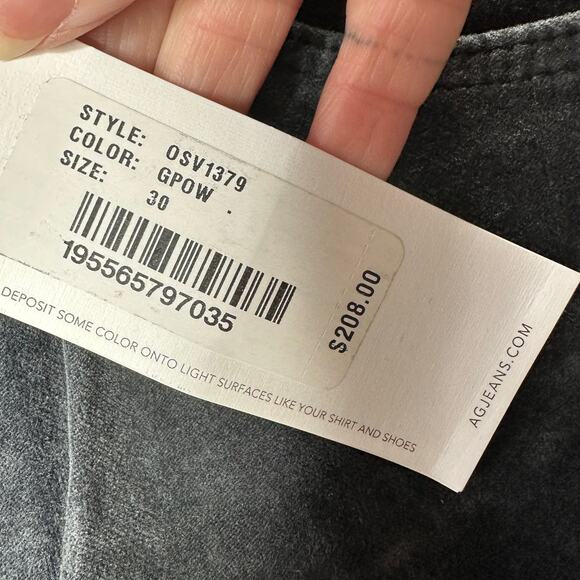 STYLE: OSV1379
COLOR: GPOW .
SIZE: 30
195565797035
$208.00
DEPOSIT SOME COLOR ONTO LIGHT SURFACES LIKE YOUR SHIRT AND SHOES
AGJEANS.COM